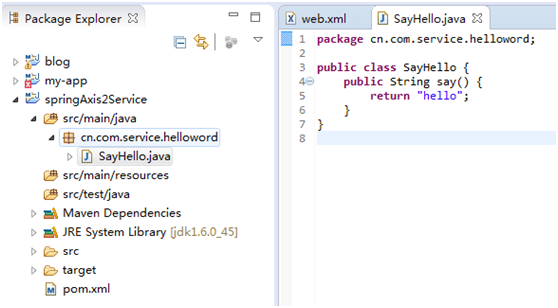 Package Explorer
blog
my-app
springAxis2Service
src/main/java
cn.com.service.helloword
SayHello.java
src/main/resources
src/test/java
Maven Dependencies
JRE System Library [jdk1.6.0_45]
src
target
pom.xml
web.xml
SayHello.java
1 package cn.com.service.helloword;
2
3 public class SayHello {
4 public String say() {
5 return "hello";
6 }
7 }
8